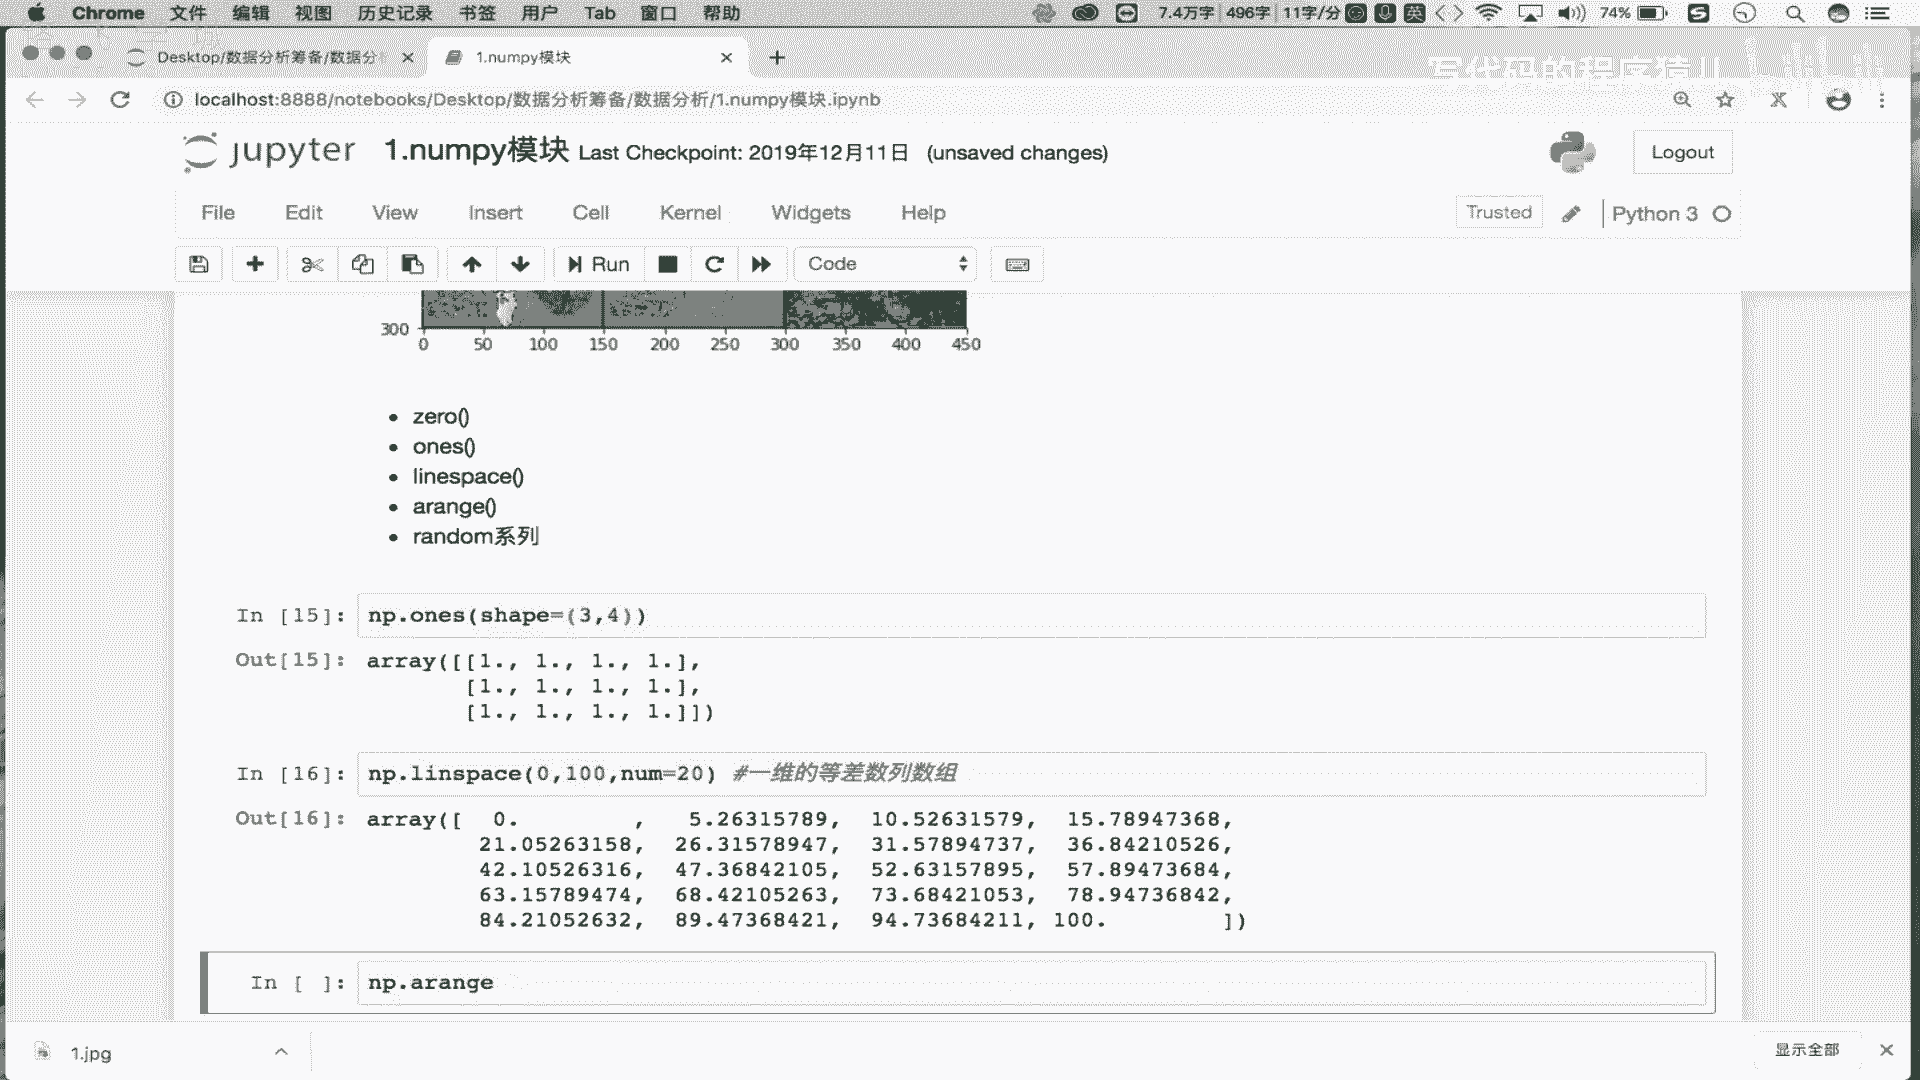 Chrome 文件 编辑 视图 历史记录 书签 用户 Tab 窗口 帮助 7.4万字 496字 11字/分 英 74%
Desktop/数据分析筹备/数据分 1.numpy模块
写代码的程序猿JL
localhost:8888/notebooks/Desktop/数据分析筹备/数据分析/1.numpy模块.ipynb
jupyter 1.numpy模块 Last Checkpoint: 2019年12月11日 (unsaved changes) Logout
File Edit View Insert Cell Kernel Widgets Help Trusted Python 3
Run Code
300
0 50 100 150 200 250 300 350 400 450
zero()
ones()
linespace()
arange()
random系列
In [15]: np.ones(shape=(3,4))
Out[15]: array([[1., 1., 1., 1.],
[1., 1., 1., 1.],
[1., 1., 1., 1.]])
In [16]: np.linspace(0,100,num=20) #一维的等差数列数组
Out[16]: array([ 0. , 5.26315789, 10.52631579, 15.78947368,
21.05263158, 26.31578947, 31.57894737, 36.84210526,
42.10526316, 47.36842105, 52.63157895, 57.89473684,
63.15789474, 68.42105263, 73.68421053, 78.94736842,
84.21052632, 89.47368421, 94.73684211, 100. ])
In [ ]: np.arange
1.jpg 显示全部